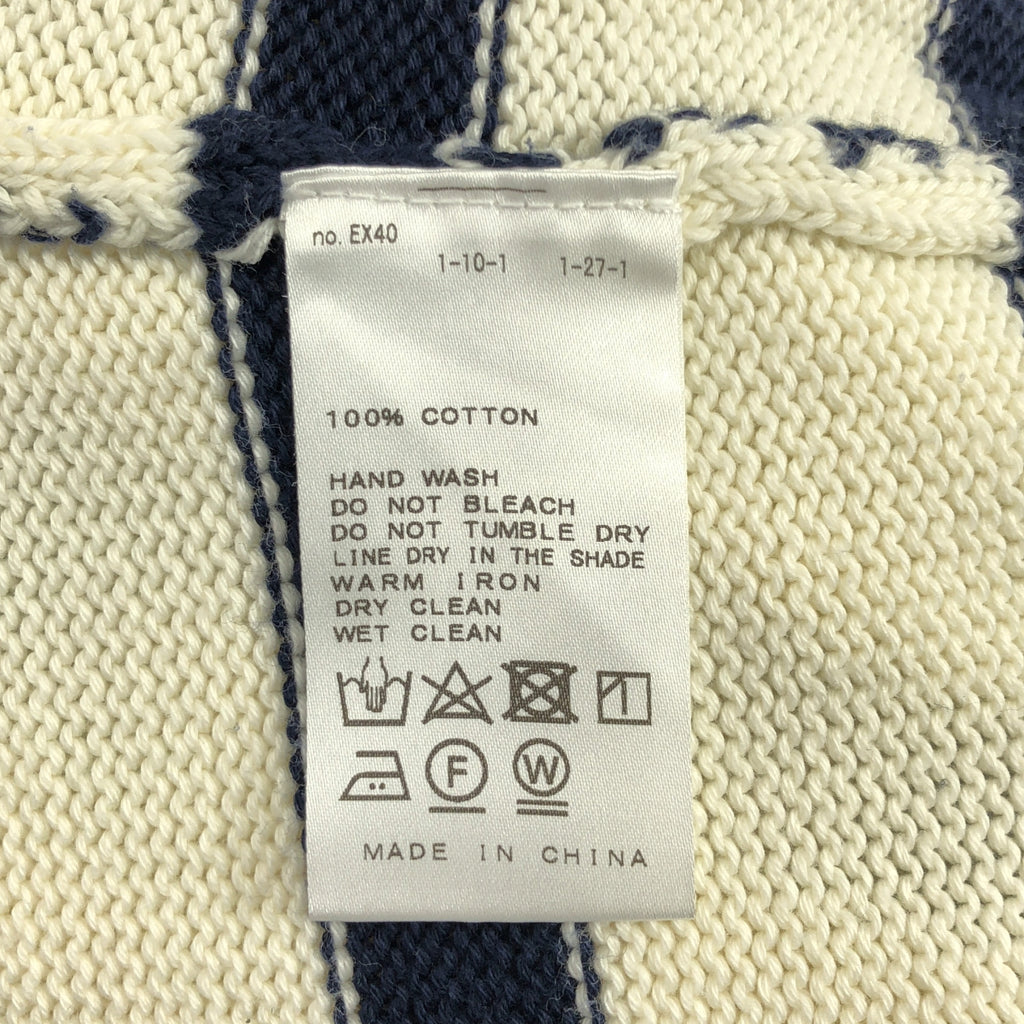 no. EX40
1-10-1 1-27-1
100% COTTON
HAND WASH
DO NOT BLEACH
DO NOT TUMBLE DRY
LINE DRY IN THE SHADE
WARM IRON
DRY CLEAN
WET CLEAN
F W
MADE IN CHINA